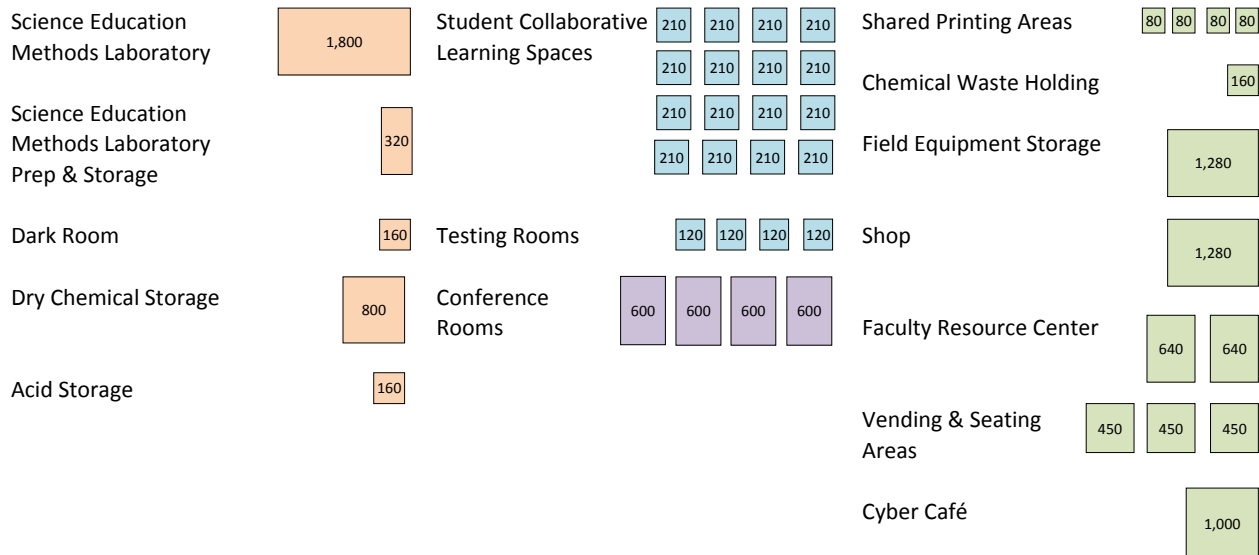 Science Education
Methods Laboratory
1,800
Science Education
Methods Laboratory
Prep & Storage
320
Dark Room
160
Dry Chemical Storage
800
Acid Storage
160
Student Collaborative
Learning Spaces
210 210 210 210
210 210 210 210
210 210 210 210
210 210 210 210
Testing Rooms
120 120 120 120
Conference
Rooms
600 600 600 600
Shared Printing Areas
80 80 80 80
Chemical Waste Holding
160
Field Equipment Storage
1,280
Shop
1,280
Faculty Resource Center
640 640
Vending & Seating
Areas
450 450 450
Cyber Café
1,000